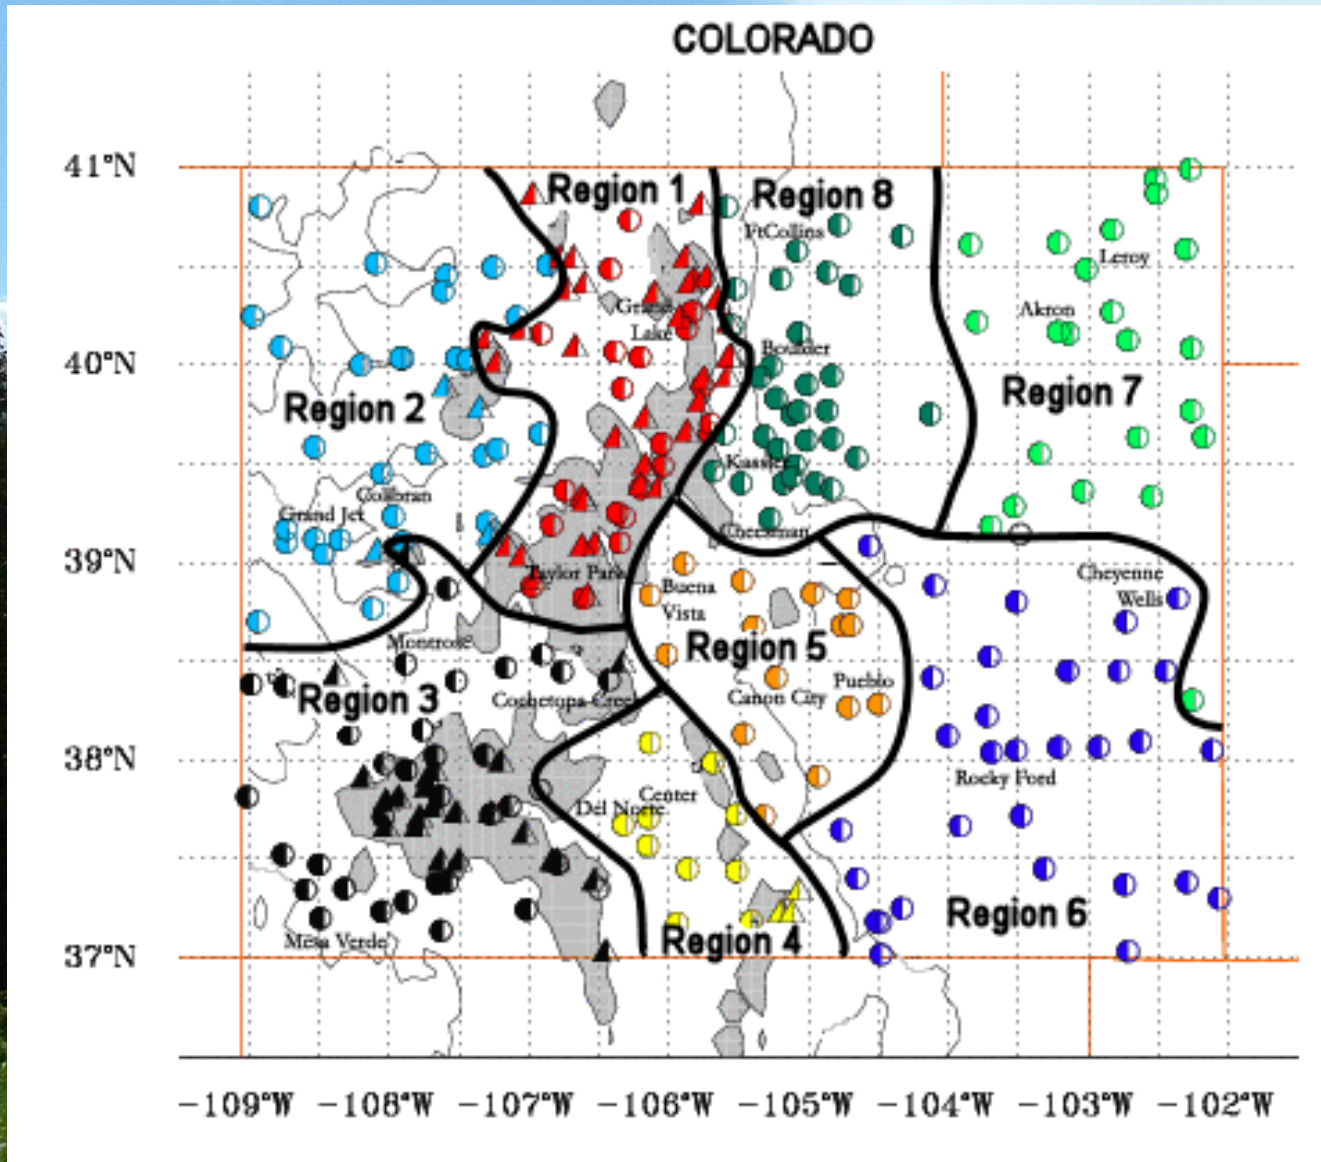 COLORADO
41°N
Region 1
Region 8
FtCollins
Leroy
Grand
Lake
Akron
Boulder
40°N
Region 2
Region 7
Kassler
Collbran
Grand Jct
Cheesman
39°N
Taylor Park
Buena
Vista
Cheyenne
Wells
Montrose
Region 5
Region 3
Cochetopa Creek
Canon City
Pueblo
38°N
Rocky Ford
Center
Del Norte
Region 6
Mesa Verde
Region 4
37°N
-109°W -108°W -107°W -106°W -105°W -104°W -103°W -102°W